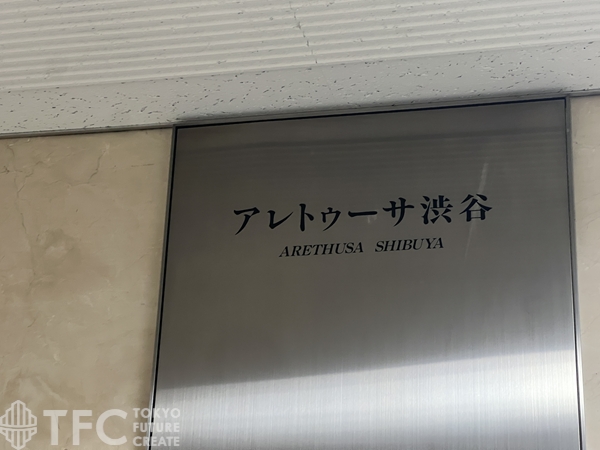 アレトゥーサ渋谷
ARETHUSA SHIBUYA
TFC TOKYO
FUTURE
CREATE